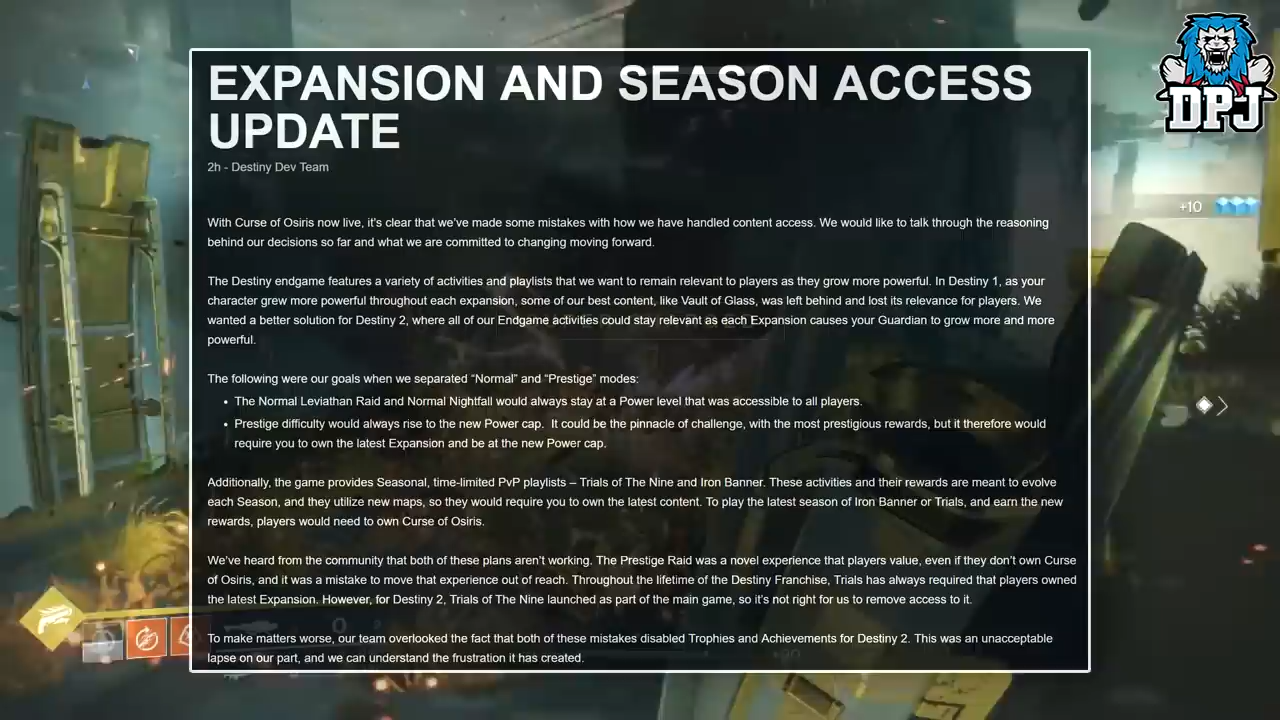 EXPANSION AND SEASON ACCESS
UPDATE
2h - Destiny Dev Team
With Curse of Osiris now live, it's clear that we've made some mistakes with how we have handled content access. We would like to talk through the reasoning
behind our decisions so far and what we are committed to changing moving forward.
The Destiny endgame features a variety of activities and playlists that we want to remain relevant to players as they grow more powerful. In Destiny 1, as your
character grew more powerful throughout each expansion, some of our best content, like Vault of Glass, was left behind and lost its relevance for players. We
wanted a better solution for Destiny 2, where all of our Endgame activities could stay relevant as each Expansion causes your Guardian to grow more and more
powerful.
The following were our goals when we separated “Normal” and “Prestige” modes:
• The Normal Leviathan Raid and Normal Nightfall would always stay at a Power level that was accessible to all players.
• Prestige difficulty would always rise to the new Power cap. It could be the pinnacle of challenge, with the most prestigious rewards, but it therefore would
require you to own the latest Expansion and be at the new Power cap.
Additionally, the game provides Seasonal, time-limited PvP playlists – Trials of The Nine and Iron Banner. These activities and their rewards are meant to evolve
each Season, and they utilize new maps, so they would require you to own the latest content. To play the latest season of Iron Banner or Trials, and earn the new
rewards, players would need to own Curse of Osiris.
We've heard from the community that both of these plans aren't working. The Prestige Raid was a novel experience that players value, even if they don't own Curse
of Osiris, and it was a mistake to move that experience out of reach. Throughout the lifetime of the Destiny Franchise, Trials has always required that players owned
the latest Expansion. However, for Destiny 2, Trials of The Nine launched as part of the main game, so it's not right for us to remove access to it.
To make matters worse, our team overlooked the fact that both of these mistakes disabled Trophies and Achievements for Destiny 2. This was an unacceptable
lapse on our part, and we can understand the frustration it has created.
DPJ
+10